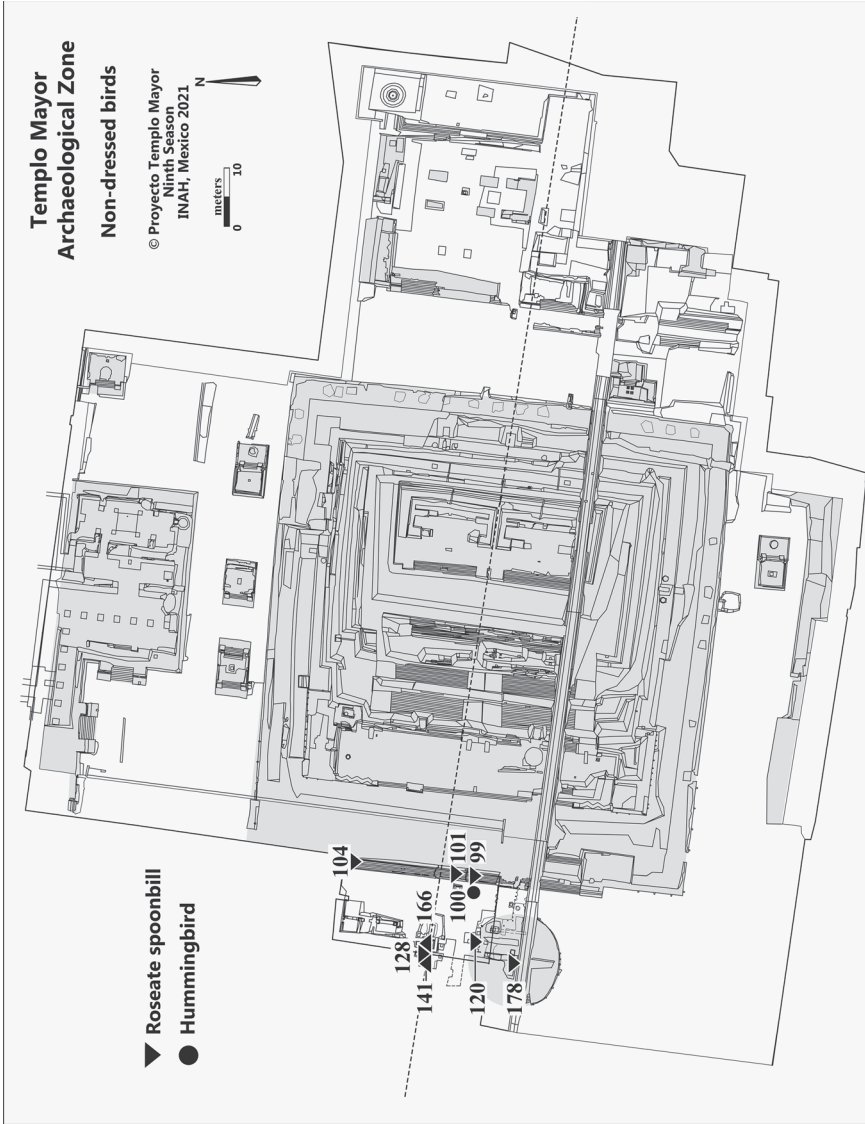 Templo Mayor
Archaeological Zone
Non-dressed birds
© Proyecto Templo Mayor
Ninth Season
INAH, Mexico 2021
N
meters
0 10
Roseate spoonbill
Hummingbird
104
101
99
100
166
128
141
120
178